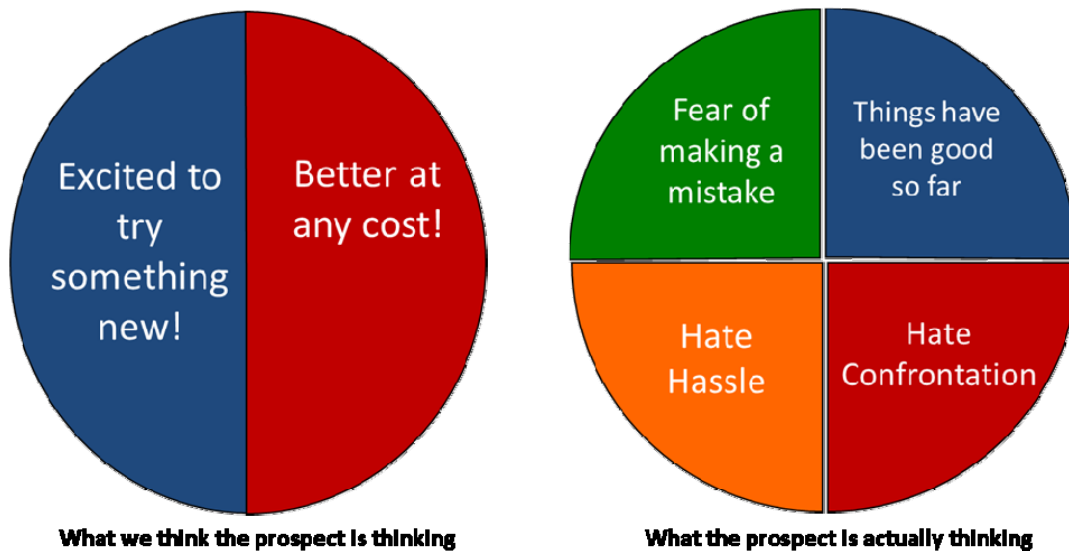 Excited to
try
something
new!
Better at
any cost!
What we think the prospect is thinking
Fear of
making a
mistake
Things have
been good
so far
Hate
Hassle
Hate
Confrontation
What the prospect is actually thinking